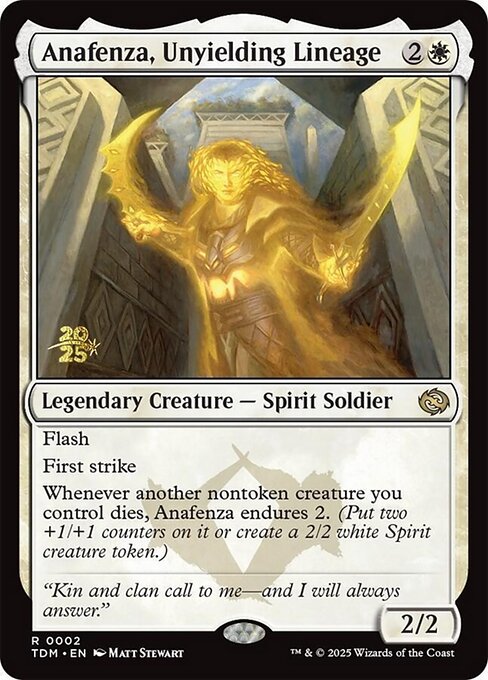 Anafenza, Unyielding Lineage 2
2025
Legendary Creature — Spirit Soldier
Flash
First strike
Whenever another nontoken creature you
control dies, Anafenza endures 2. (Put two
+1/+1 counters on it or create a 2/2 white Spirit
creature token.)
“Kin and clan call to me—and I will always
answer.”
2/2
R 0002
TDM • EN Matt Stewart
™ & © 2025 Wizards of the Coast